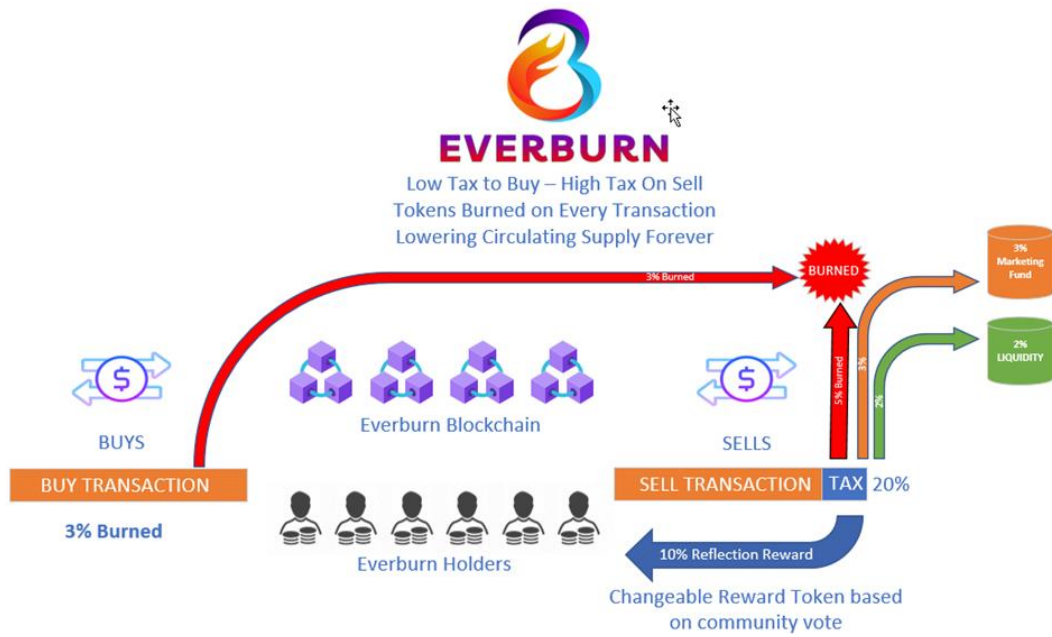 EVERBURN
Low Tax to Buy – High Tax On Sell
Tokens Burned on Every Transaction
Lowering Circulating Supply Forever
3% Burned
BURNED
3%
Marketing
Fund
2%
LIQUIDITY
5% Burned
3%
2%
$
BUYS
Everburn Blockchain
$
SELLS
BUY TRANSACTION
3% Burned
SELL TRANSACTION
TAX
20%
Everburn Holders
10% Reflection Reward
Changeable Reward Token based
on community vote